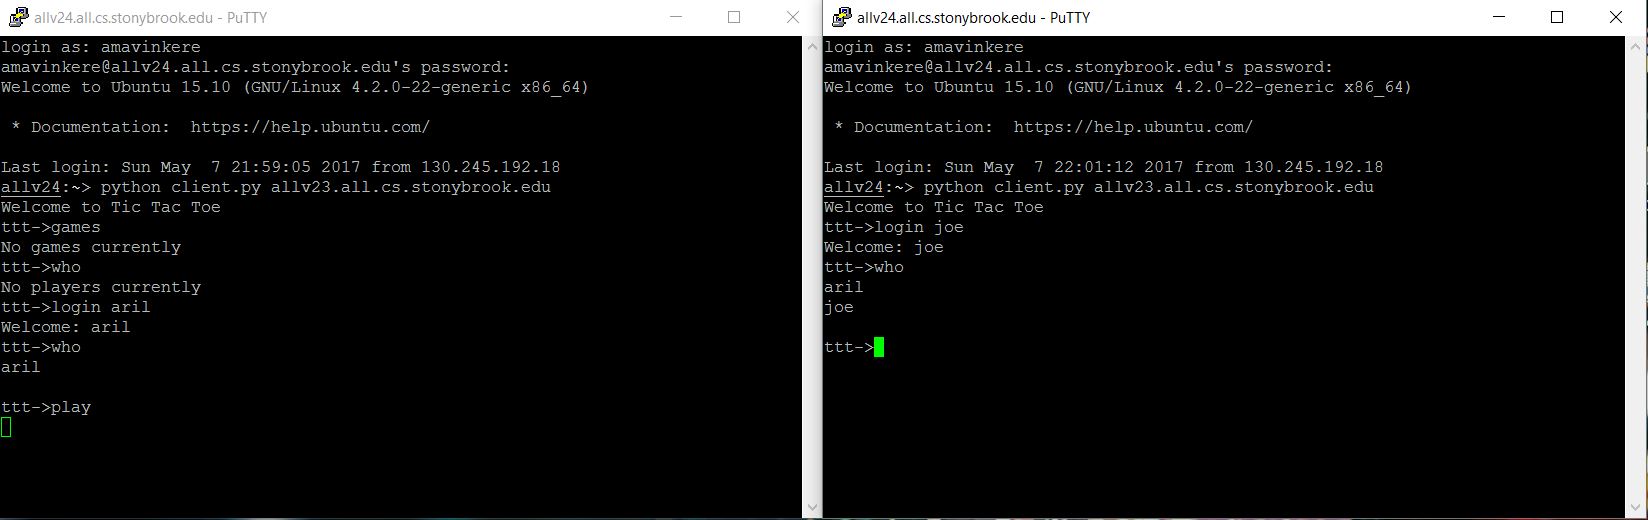 allv24.all.cs.stonybrook.edu - PuTTY
login as: amavinkere
amavinkere@allv24.all.cs.stonybrook.edu's password:
Welcome to Ubuntu 15.10 (GNU/Linux 4.2.0-22-generic x86_64)
* Documentation:  https://help.ubuntu.com/
Last login: Sun May  7 21:59:05 2017 from 130.245.192.18
allv24:~> python client.py allv23.all.cs.stonybrook.edu
Welcome to Tic Tac Toe
ttt->games
No games currently
ttt->who
No players currently
ttt->login aril
Welcome: aril
ttt->who
aril
ttt->play
allv24.all.cs.stonybrook.edu - PuTTY
login as: amavinkere
amavinkere@allv24.all.cs.stonybrook.edu's password:
Welcome to Ubuntu 15.10 (GNU/Linux 4.2.0-22-generic x86_64)
* Documentation:  https://help.ubuntu.com/
Last login: Sun May  7 22:01:12 2017 from 130.245.192.18
allv24:~> python client.py allv23.all.cs.stonybrook.edu
Welcome to Tic Tac Toe
ttt->login joe
Welcome: joe
ttt->who
aril
joe
ttt->